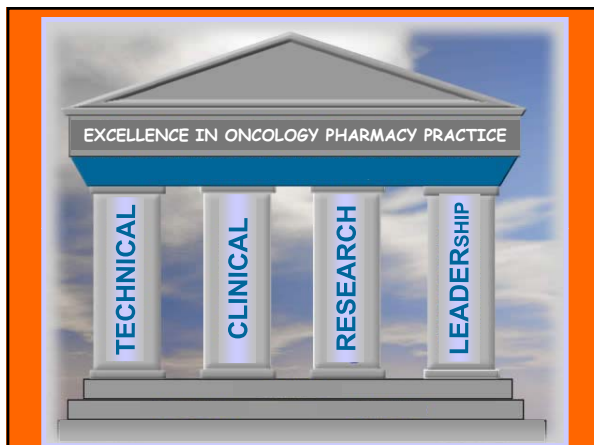 EXCELLENCE IN ONCOLOGY PHARMACY PRACTICE
TECHNICAL
CLINICAL
RESEARCH
LEADERSHIP